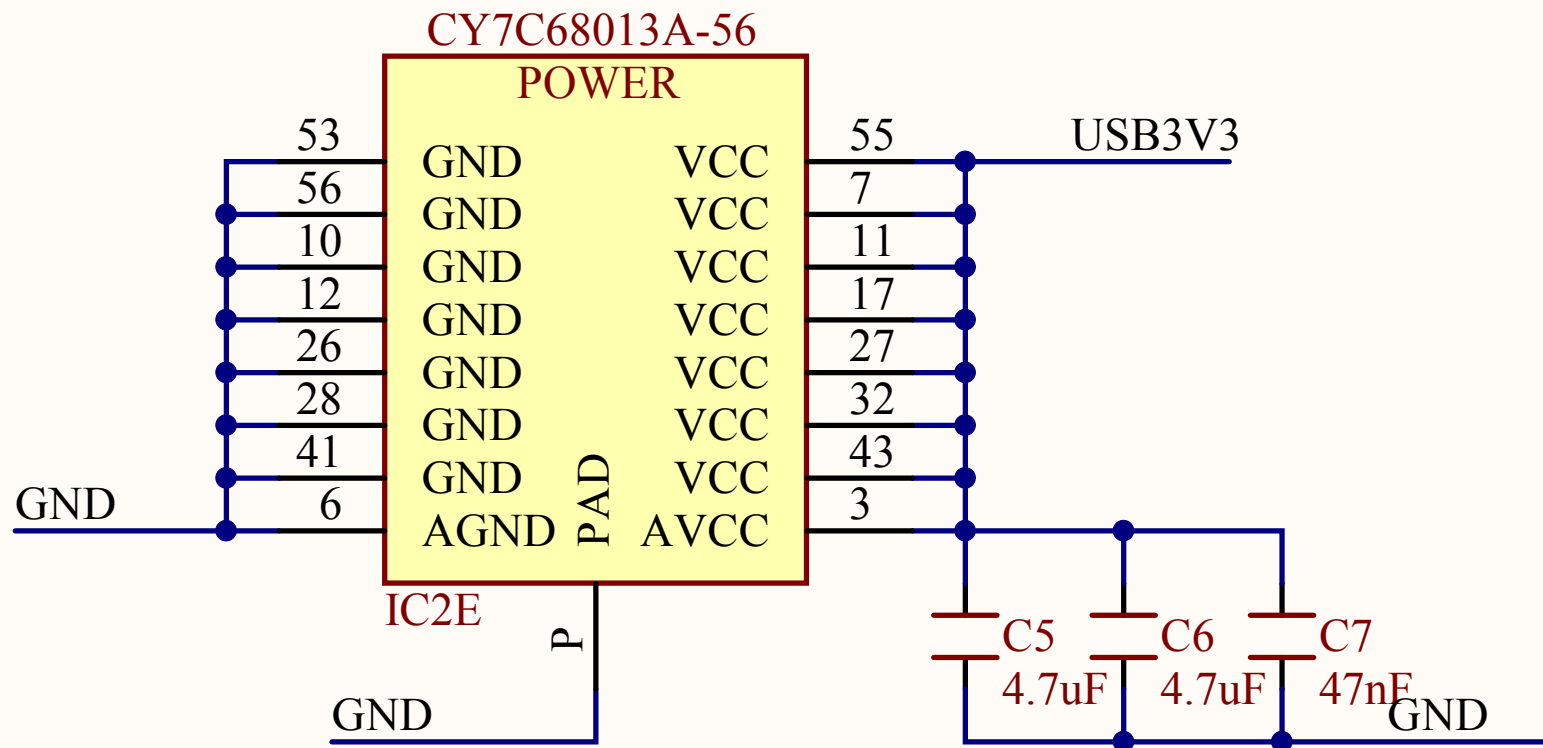 CY7C68013A-56
POWER
53 GND VCC 55 USB3V3
56 GND VCC 7
10 GND VCC 11
12 GND VCC 17
26 GND VCC 27
28 GND VCC 32
41 GND VCC 43
GND 6 AGND PAD AVCC 3
IC2E
P
C5 C6 C7
4.7uF 4.7uF 47nF
GND GND